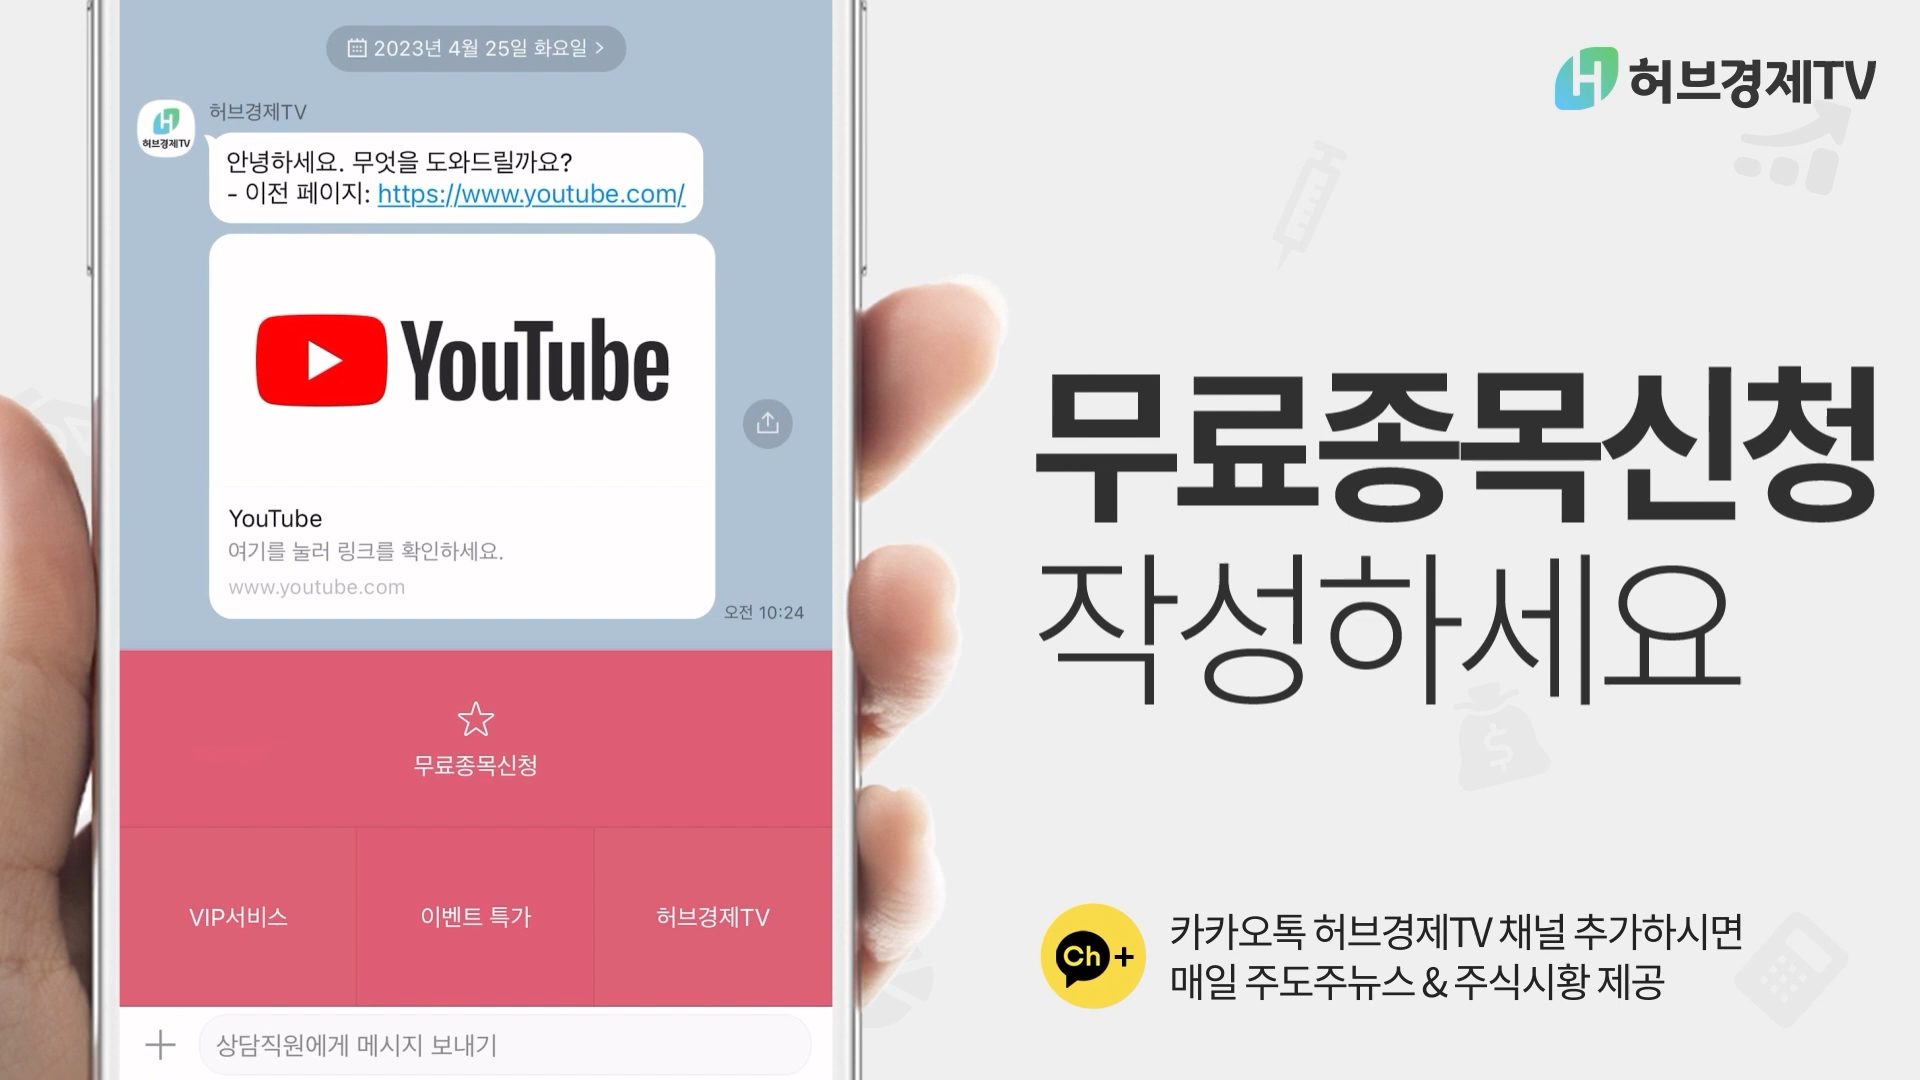 2023년 4월 25일 화요일 >
허브경제TV
허브경제TV
안녕하세요. 무엇을 도와드릴까요?
- 이전 페이지: https://www.youtube.com/
YouTube
YouTube
여기를 눌러 링크를 확인하세요.
www.youtube.com
오전 10:24
무료종목신청
VIP서비스
이벤트 특가
허브경제TV
상담직원에게 메시지 보내기
허브경제TV
무료종목신청
작성하세요
Ch+
카카오톡 허브경제TV 채널 추가하시면
매일 주도주뉴스 & 주식시황 제공